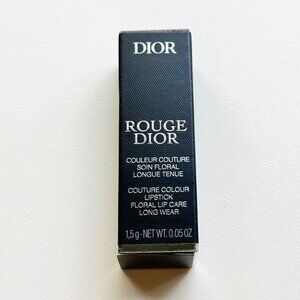 DIOR
ROUGE
DIOR
COULEUR COUTURE
SOIN FLORAL
LONGUE TENUE
COUTURE COLOUR
LIPSTICK
FLORAL LIP CARE
LONG WEAR
1,5 g - NET WT. 0.05 OZ